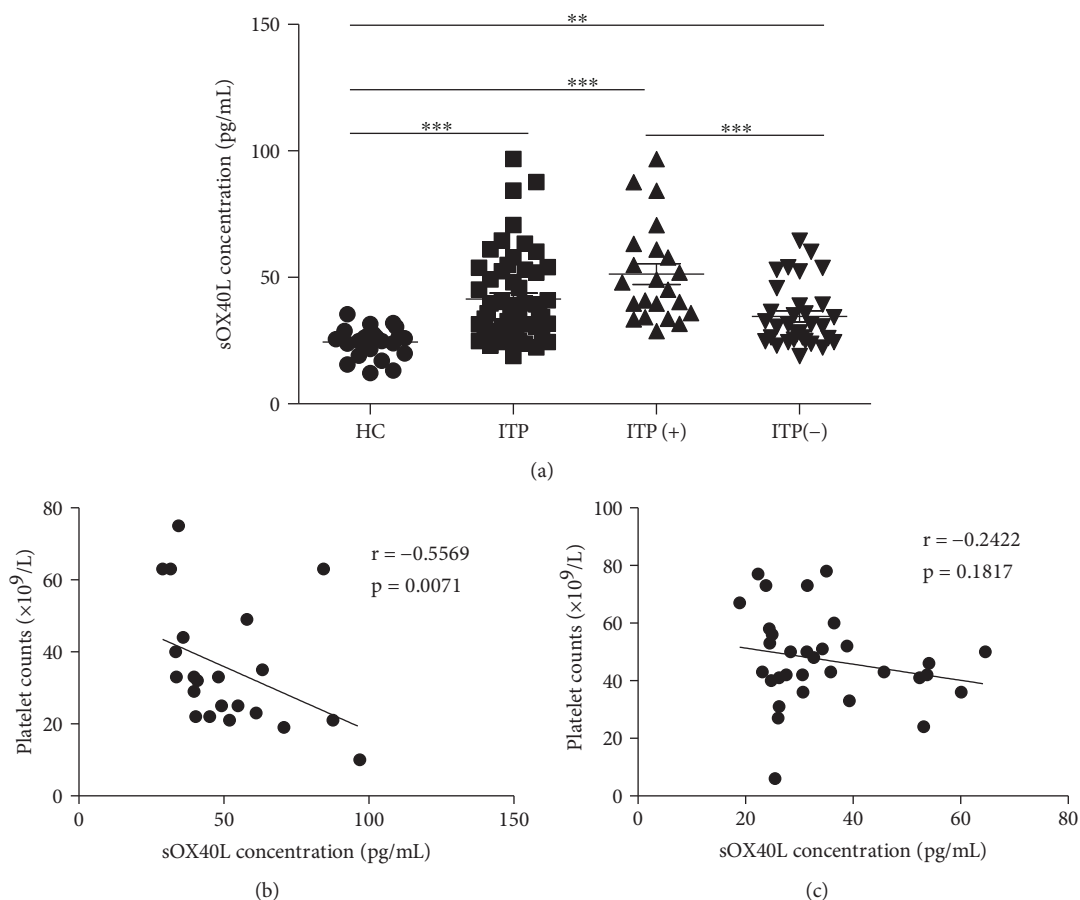 150
100
50
0
sOX40L concentration (pg/mL)
**
***
***
***
HC
ITP
ITP (+)
ITP(−)
(a)
80
60
40
20
0
Platelet counts (×10⁹/L)
r = −0.5569
p = 0.0071
0
50
100
150
sOX40L concentration (pg/mL)
(b)
100
80
60
40
20
0
Platelet counts (×10⁹/L)
r = −0.2422
p = 0.1817
0
20
40
60
80
sOX40L concentration (pg/mL)
(c)